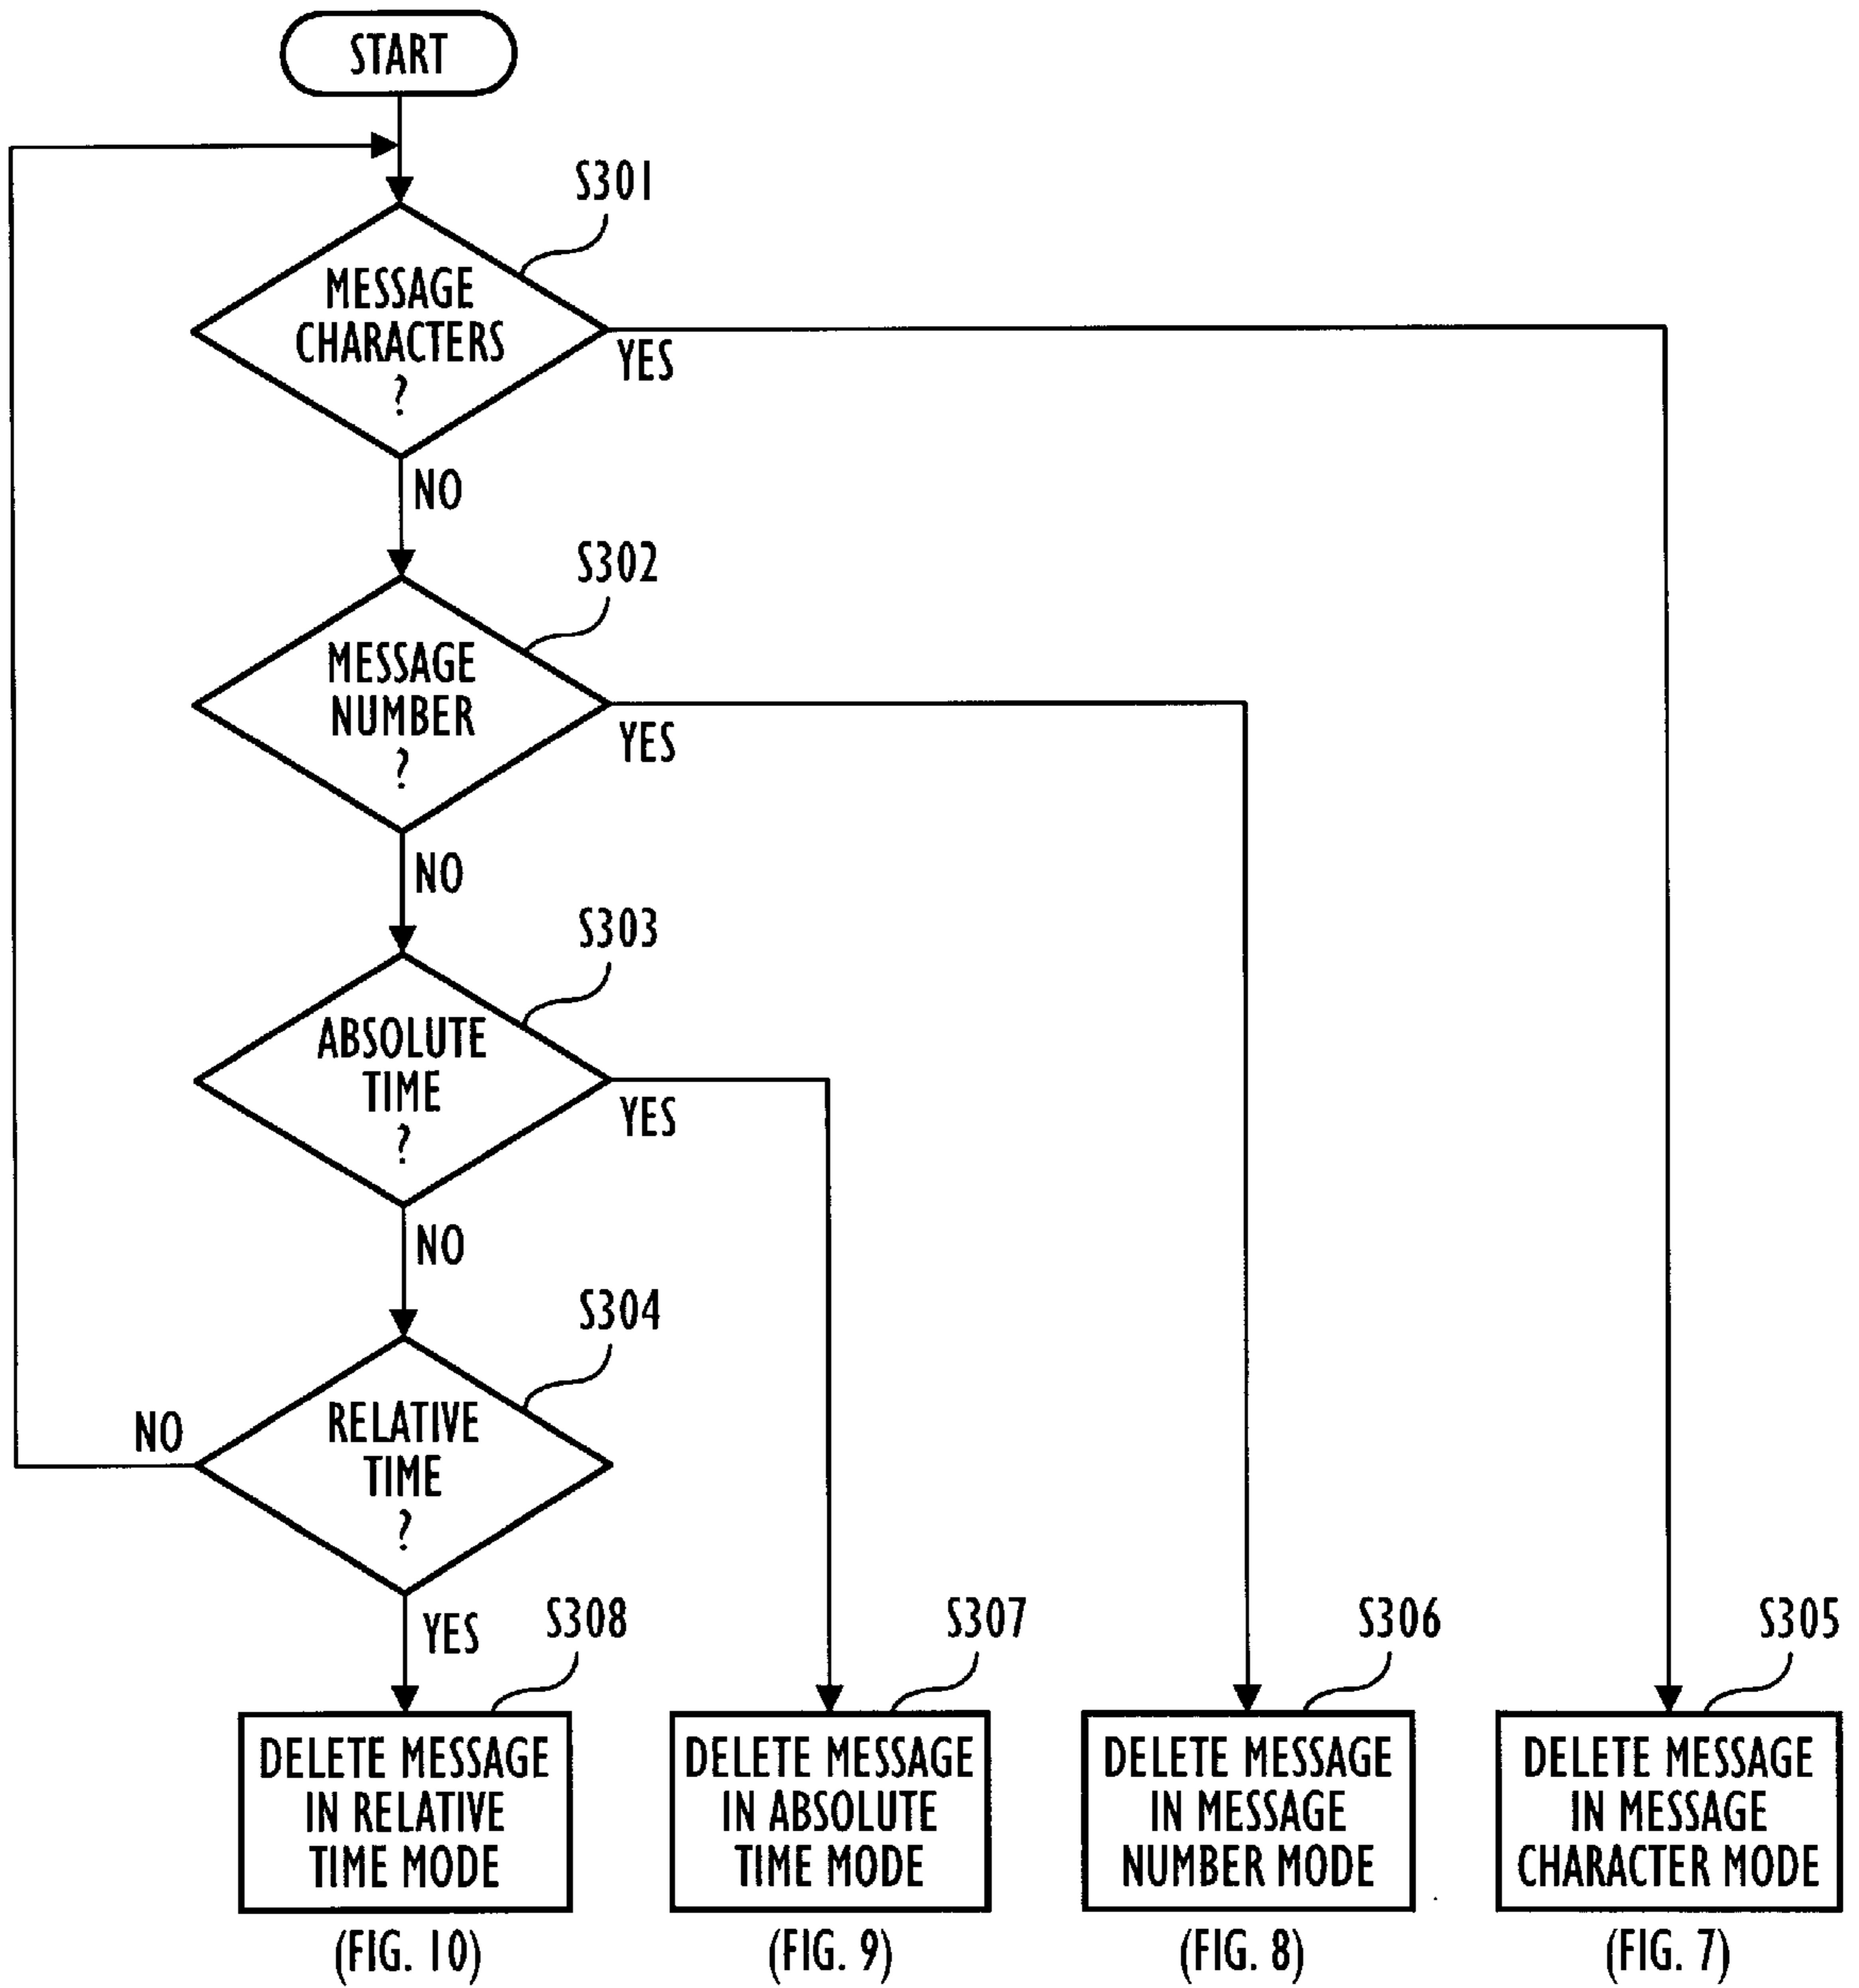 START
S301
MESSAGE
CHARACTERS
?
YES
NO
S302
MESSAGE
NUMBER
?
YES
NO
S303
ABSOLUTE
TIME
?
YES
NO
S304
RELATIVE
TIME
?
NO
YES
S308
S307
S306
S305
DELETE MESSAGE
IN RELATIVE
TIME MODE
(FIG. 10)
DELETE MESSAGE
IN ABSOLUTE
TIME MODE
(FIG. 9)
DELETE MESSAGE
IN MESSAGE
NUMBER MODE
(FIG. 8)
DELETE MESSAGE
IN MESSAGE
CHARACTER MODE
(FIG. 7)